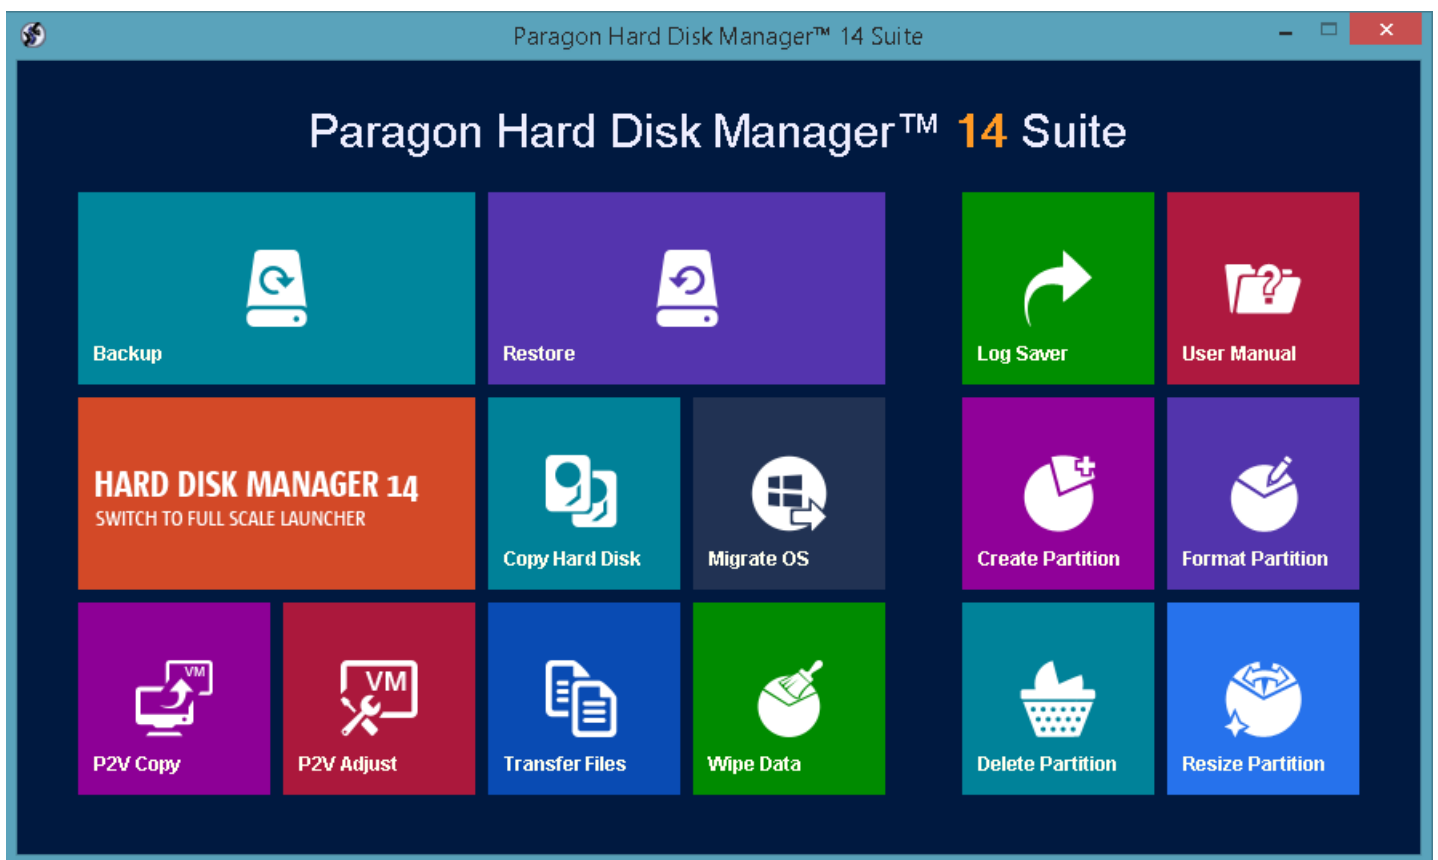 Paragon Hard Disk Manager™ 14 Suite
Paragon Hard Disk Manager™ 14 Suite
Backup
Restore
Log Saver
User Manual
HARD DISK MANAGER 14
SWITCH TO FULL SCALE LAUNCHER
Copy Hard Disk
Migrate OS
Create Partition
Format Partition
VM
P2V Copy
VM
P2V Adjust
Transfer Files
Wipe Data
Delete Partition
Resize Partition